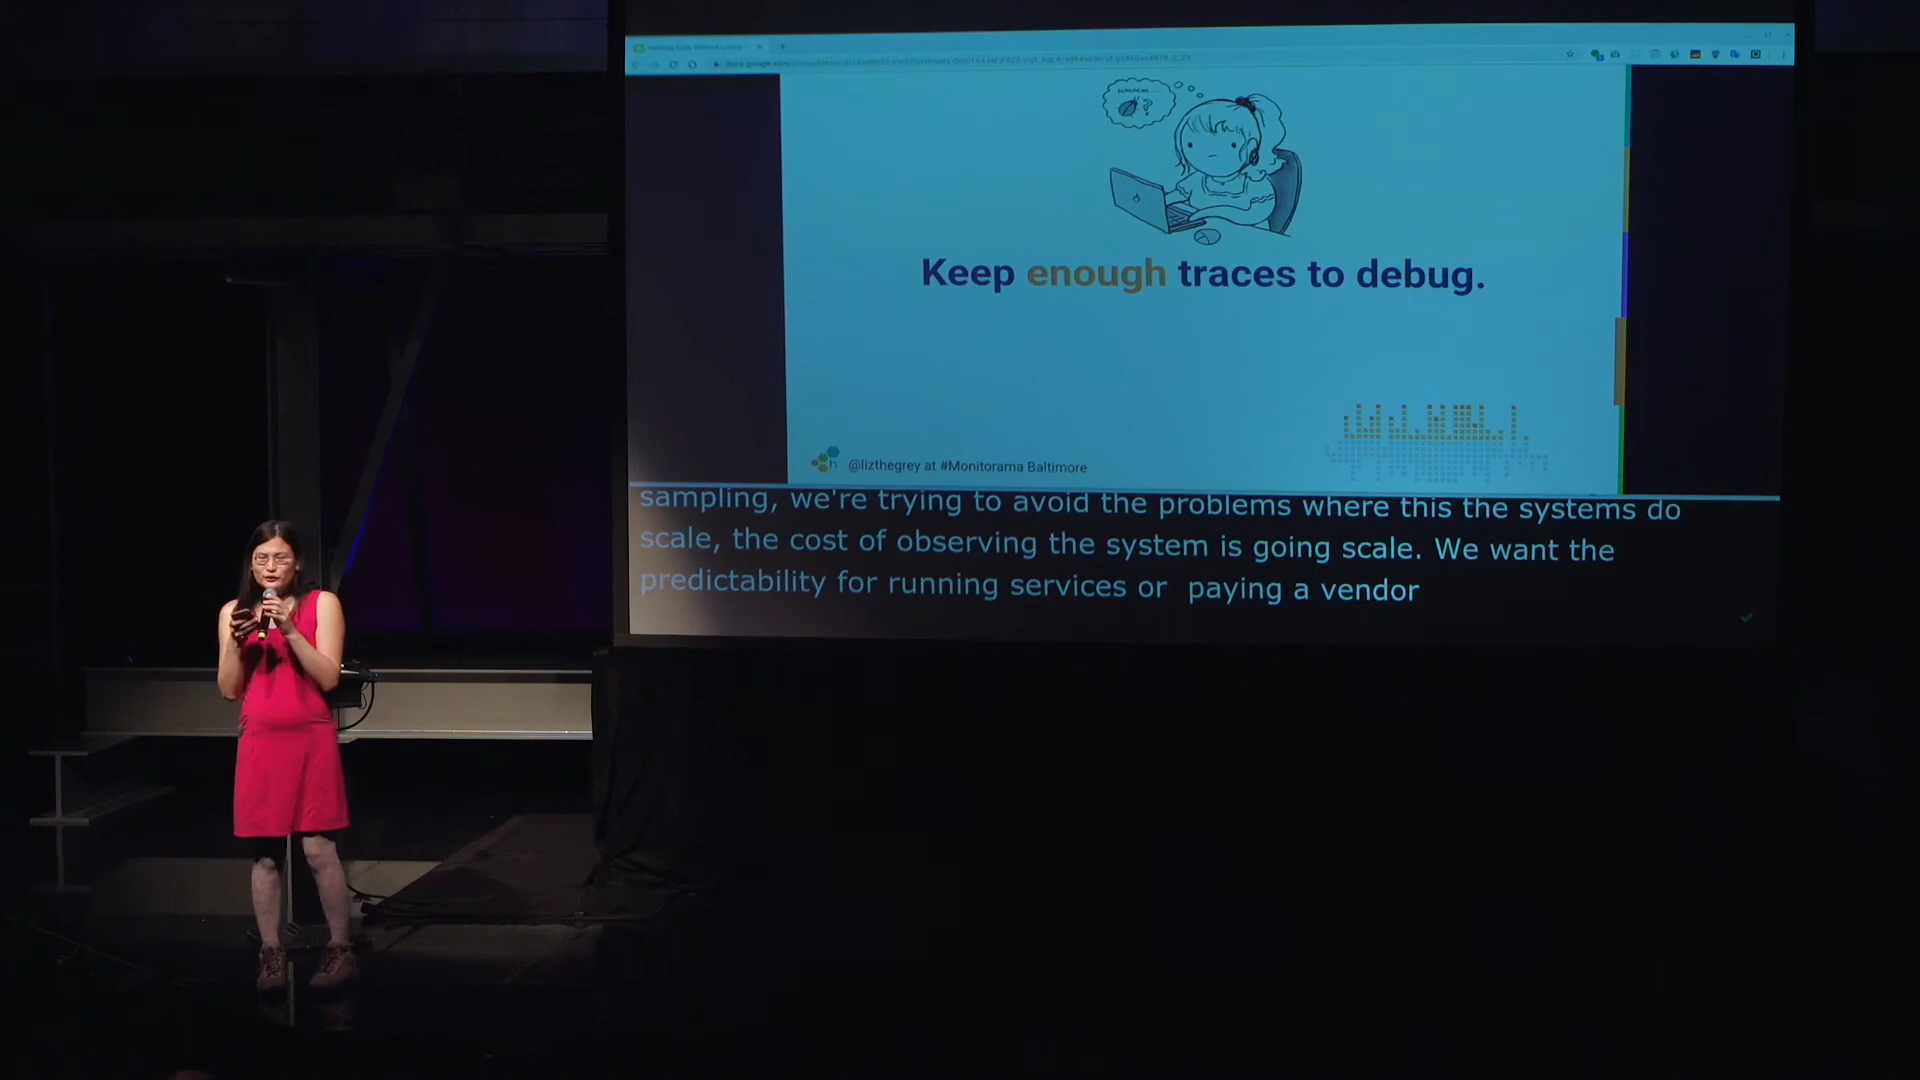 HMMM...
?
Keep enough traces to debug.
h
@lizthegrey at #Monitorama Baltimore
sampling, we're trying to avoid the problems where this the systems do
scale, the cost of observing the system is going scale. We want the
predictability for running services or paying a vendor